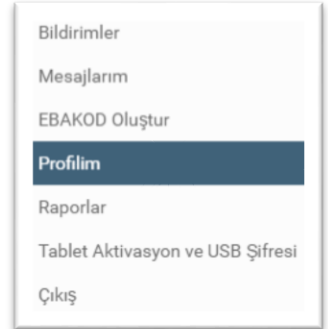 Bildirimler
Mesajlarım
EBAKOD Oluştur
Profilim
Raporlar
Tablet Aktivasyon ve USB Şifresi
Çıkış